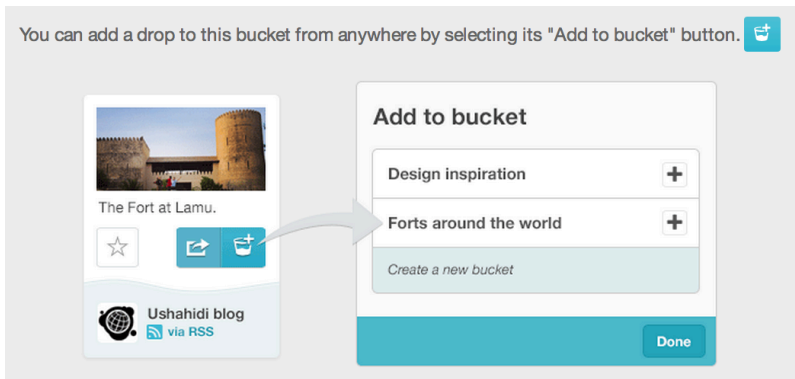 You can add a drop to this bucket from anywhere by selecting its "Add to bucket" button.
The Fort at Lamu.
Ushahidi blog
via RSS
Add to bucket
Design inspiration
Forts around the world
Create a new bucket
Done